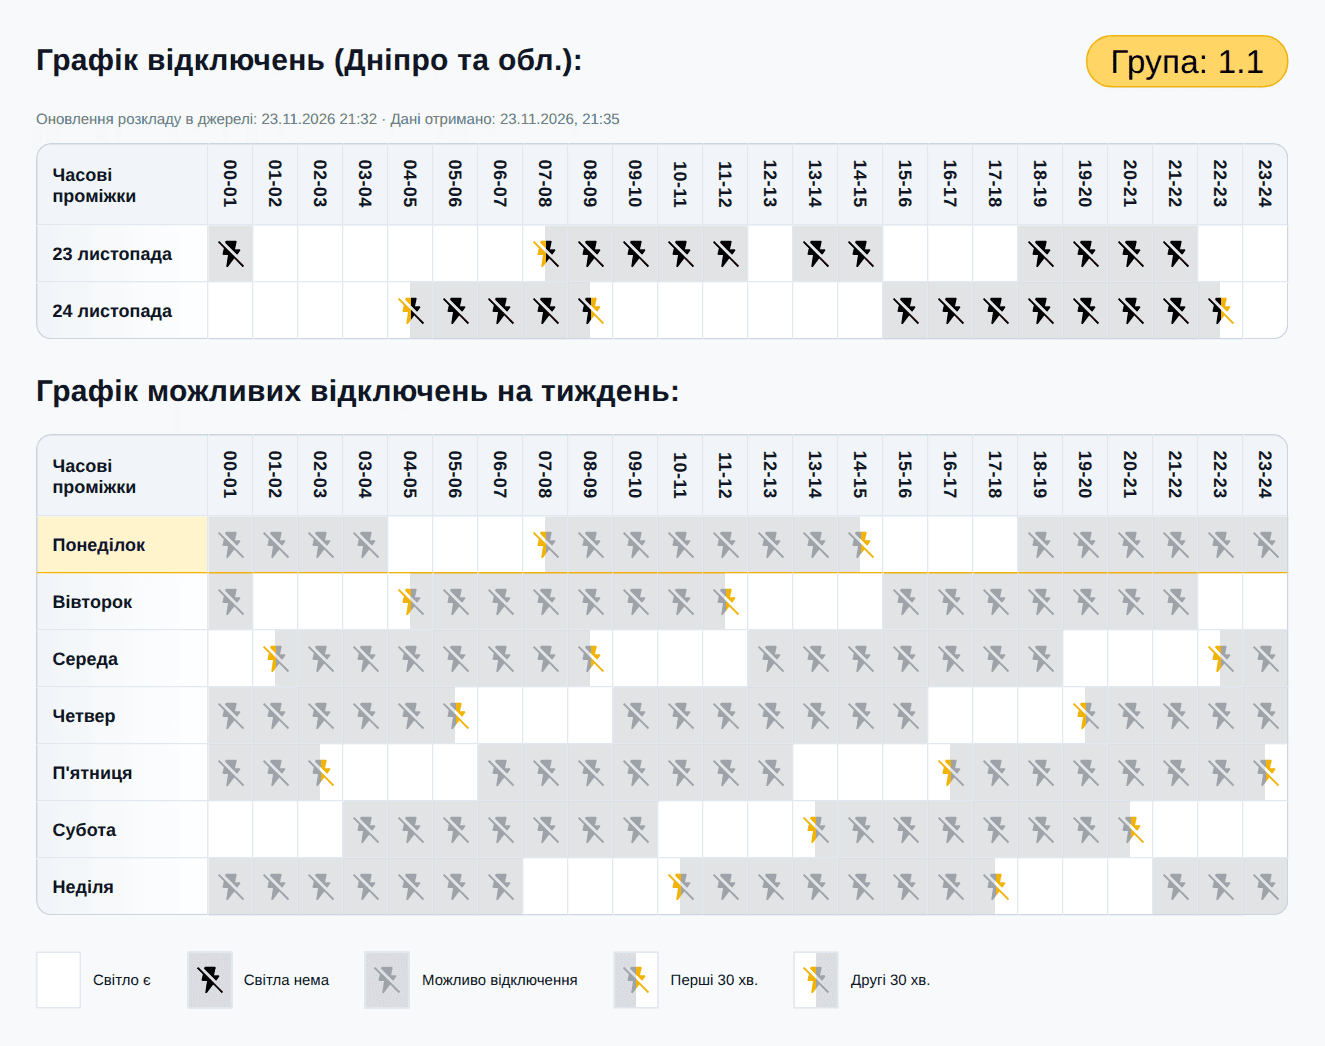 Графік відключень (Дніпро та обл.):
Група: 1.1
Оновлення розкладу в джерелі: 23.11.2026 21:32 · Дані отримано: 23.11.2026, 21:35
Часові
проміжки
00-01 01-02 02-03 03-04 04-05 05-06 06-07 07-08 08-09 09-10 10-11 11-12 12-13 13-14 14-15 15-16 16-17 17-18 18-19 19-20 20-21 21-22 22-23 23-24
23 листопада
24 листопада
Графік можливих відключень на тиждень:
Часові
проміжки
00-01 01-02 02-03 03-04 04-05 05-06 06-07 07-08 08-09 09-10 10-11 11-12 12-13 13-14 14-15 15-16 16-17 17-18 18-19 19-20 20-21 21-22 22-23 23-24
Понеділок
Вівторок
Середа
Четвер
П'ятниця
Субота
Неділя
Світло є
Світла нема
Можливо відключення
Перші 30 хв.
Другі 30 хв.